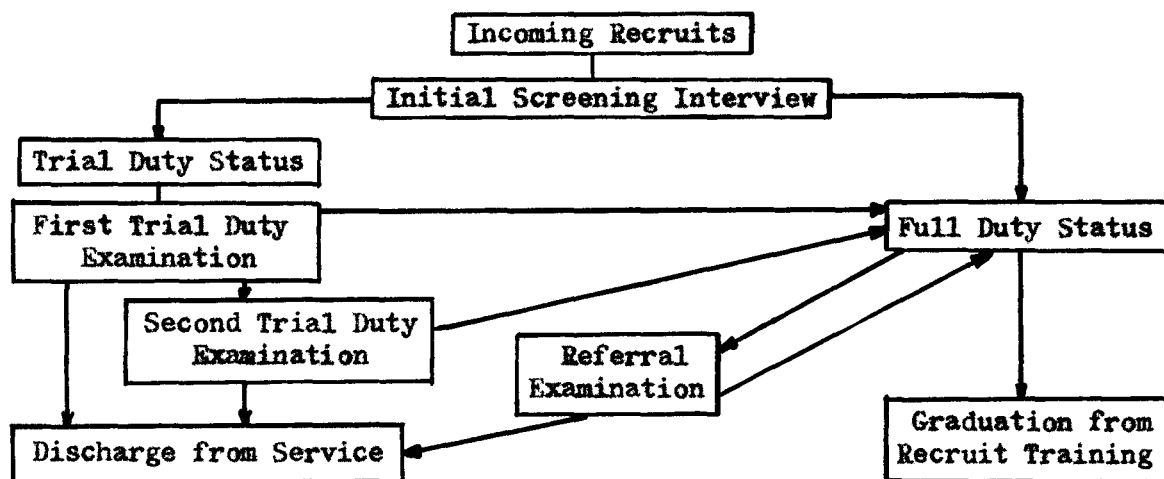 Incoming Recruits
Initial Screening Interview
Trial Duty Status
First Trial Duty
Examination
Full Duty Status
Second Trial Duty
Examination
Referral
Examination
Discharge from Service
Graduation from
Recruit Training